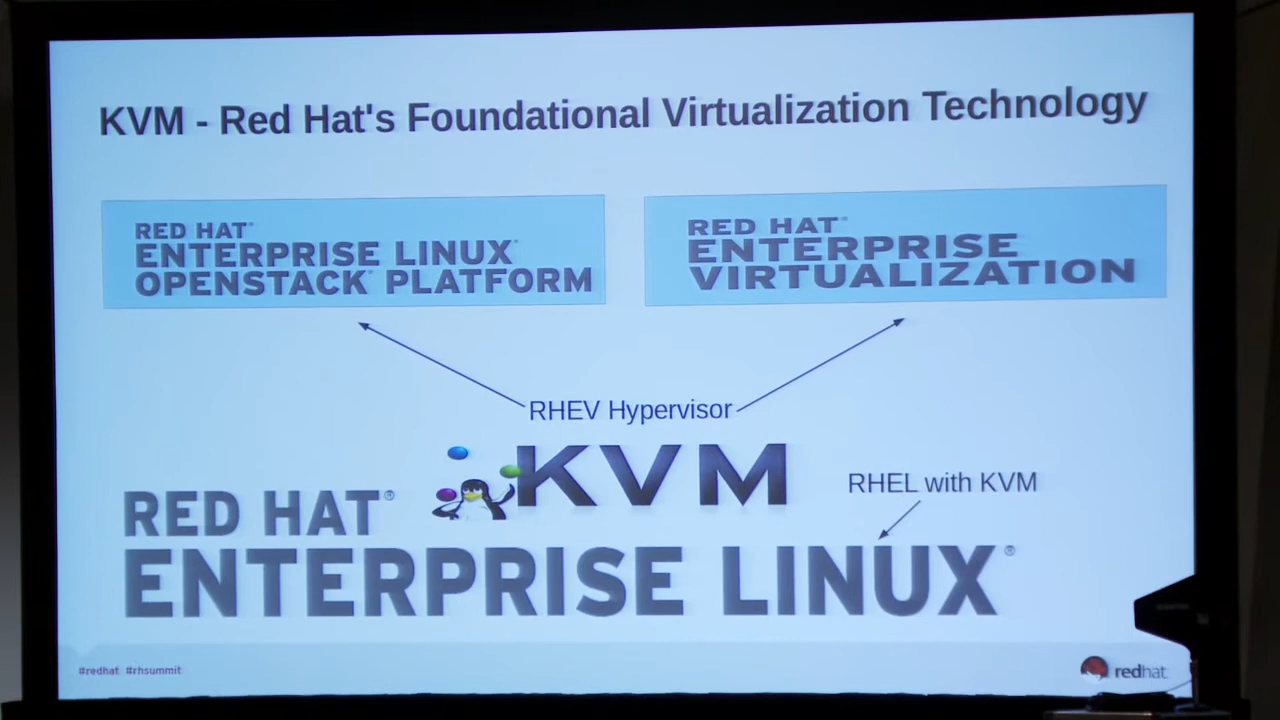 KVM - Red Hat's Foundational Virtualization Technology
RED HAT®
ENTERPRISE LINUX®
OPENSTACK® PLATFORM
RED HAT®
ENTERPRISE
VIRTUALIZATION
RHEV Hypervisor
KVM
RHEL with KVM
RED HAT®
ENTERPRISE LINUX®
#redhat #rhsummit
redhat